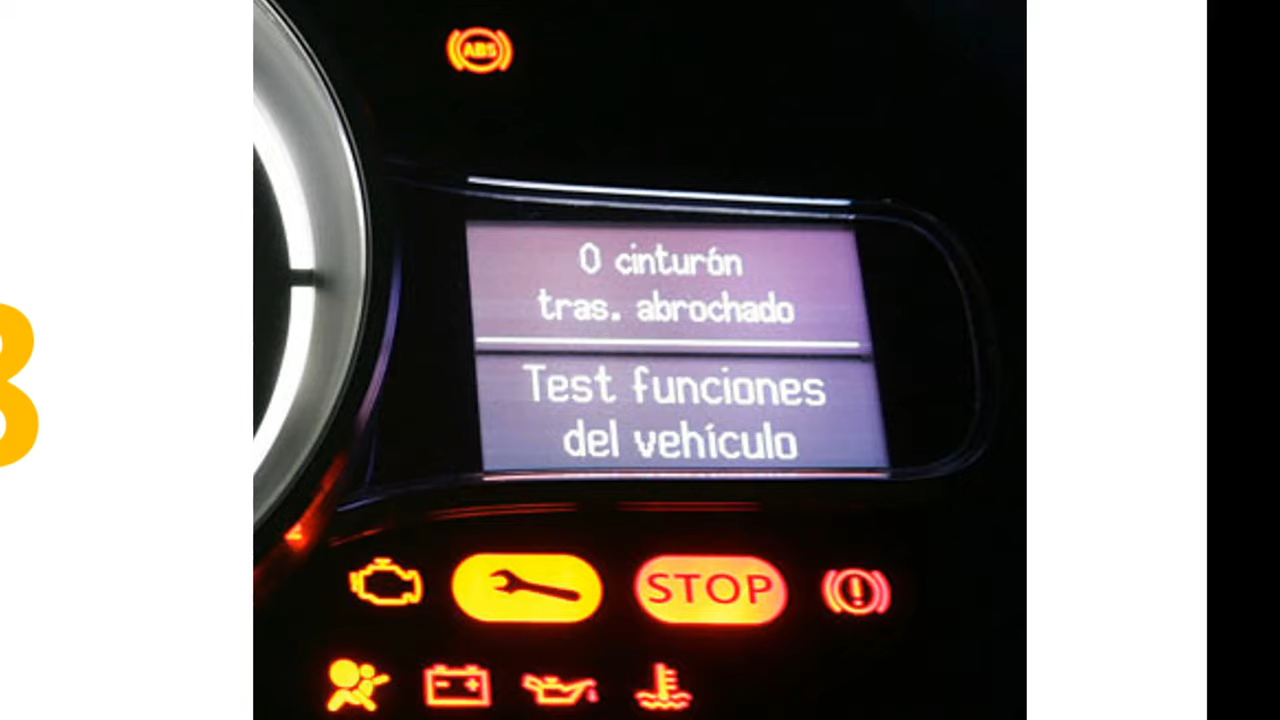 ABS
0 cinturón
tras. abrochado
Test funciones
del vehículo
STOP